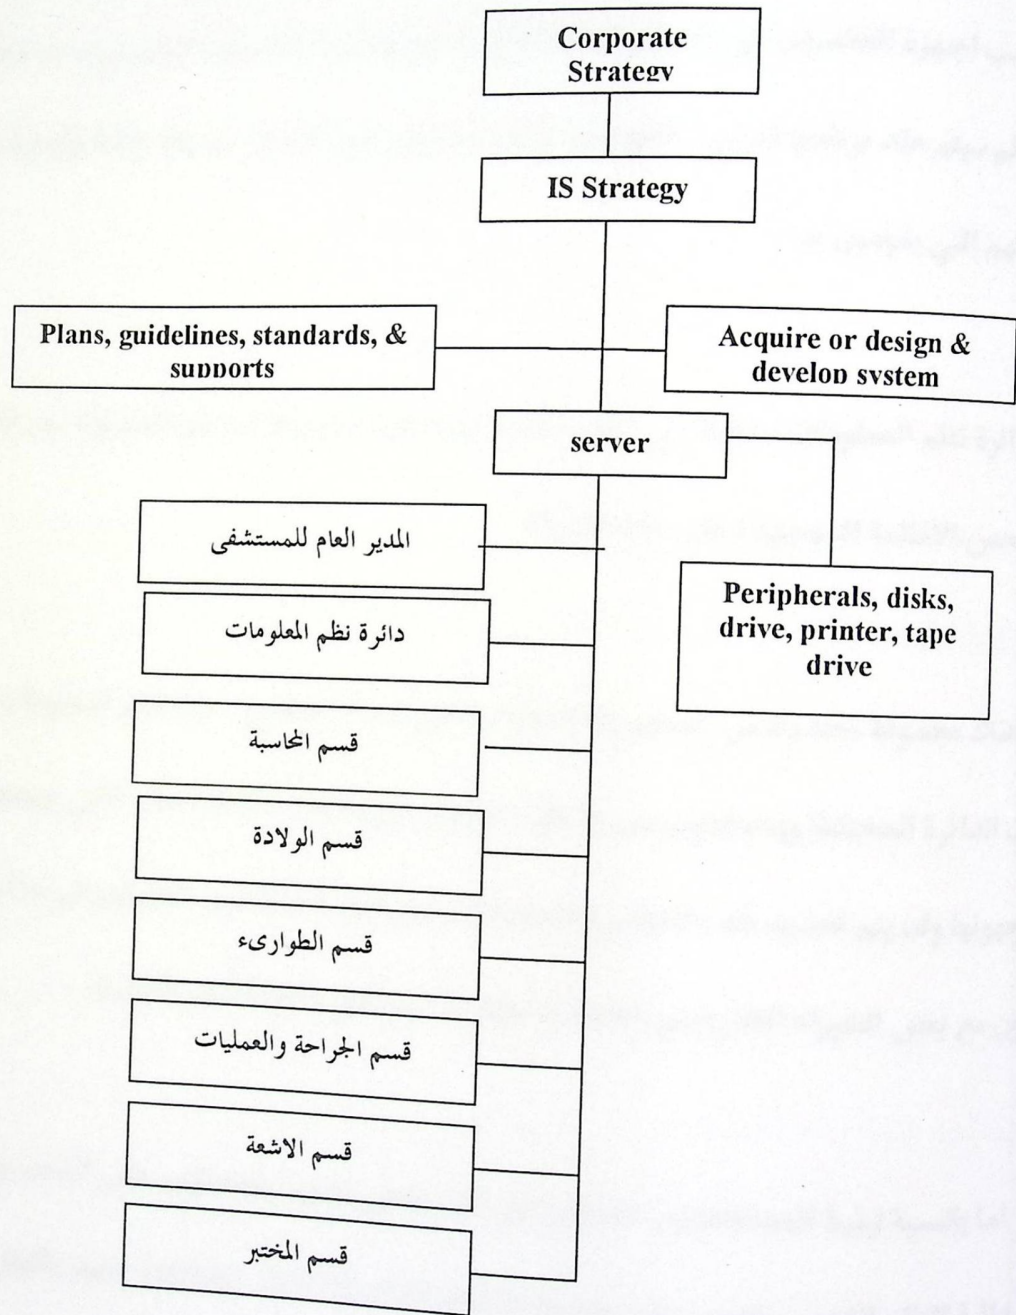 Corporate
Strategy
IS Strategy
Plans, guidelines, standards, &
supports
Acquire or design &
develop system
server
المدير العام للمستشفى
Peripherals, disks,
drive, printer, tape
drive
دائرة نظم المعلومات
قسم المحاسبة
قسم الولادة
قسم الطوارىء
قسم الجراحة والعمليات
قسم الاشعة
قسم المختبر